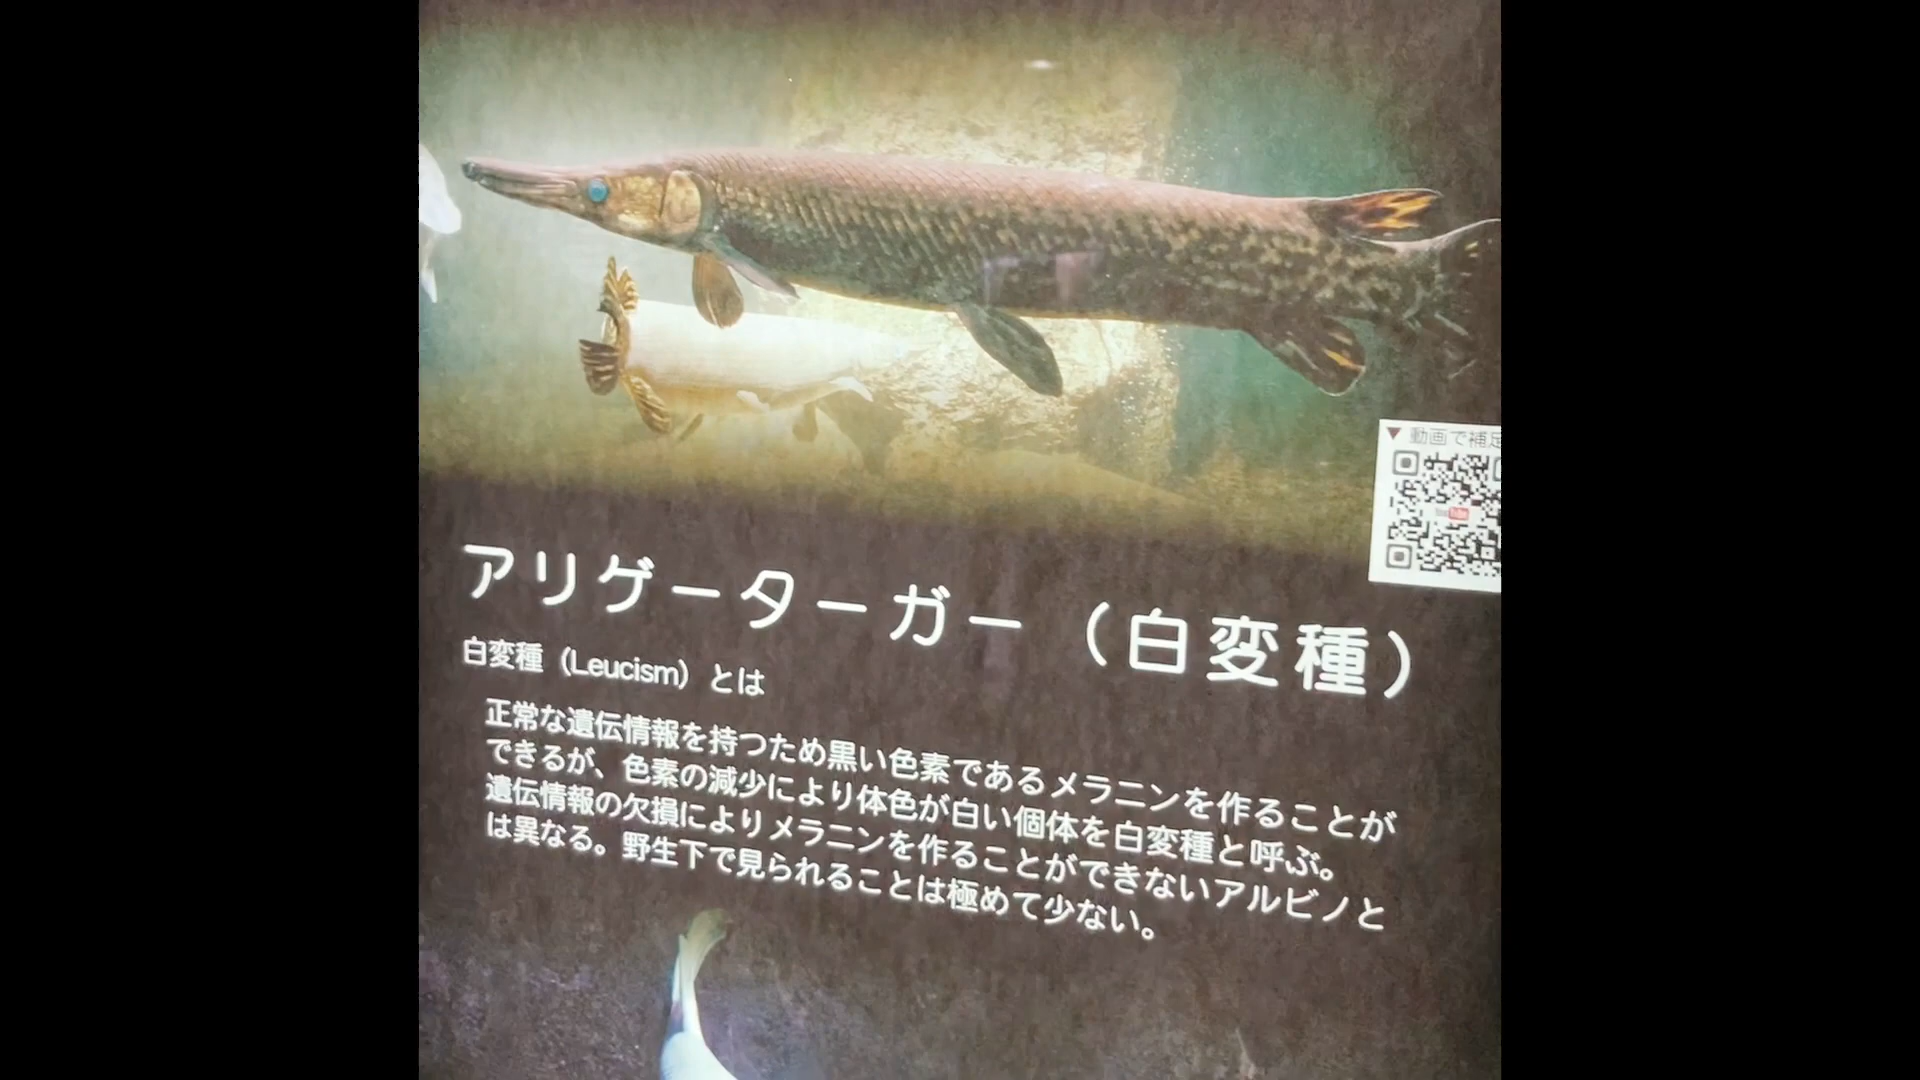 ▼動画で補足
アリゲーターガー（白変種）
白変種（Leucism）とは
正常な遺伝情報を持つため黒い色素であるメラニンを作ることが
できるが、色素の減少により体色が白い個体を白変種と呼ぶ。
遺伝情報の欠損によりメラニンを作ることができないアルビノと
は異なる。野生下で見られることは極めて少ない。